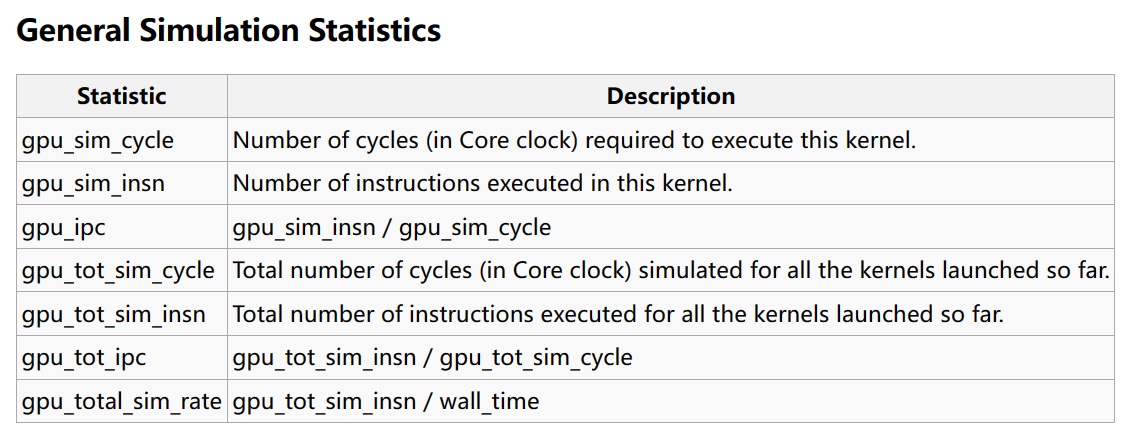 General Simulation Statistics
Statistic Description
gpu_sim_cycle Number of cycles (in Core clock) required to execute this kernel.
gpu_sim_insn Number of instructions executed in this kernel.
gpu_ipc gpu_sim_insn / gpu_sim_cycle
gpu_tot_sim_cycle Total number of cycles (in Core clock) simulated for all the kernels launched so far.
gpu_tot_sim_insn Total number of instructions executed for all the kernels launched so far.
gpu_tot_ipc gpu_tot_sim_insn / gpu_tot_sim_cycle
gpu_total_sim_rate gpu_tot_sim_insn / wall_time